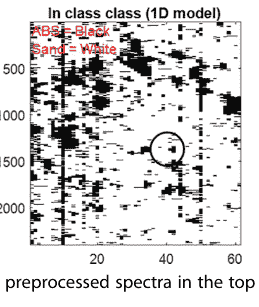 In class class (1D model)
ABS = Black
Sand = White
500
1000
1500
2000
20
40
60
preprocessed spectra in the top